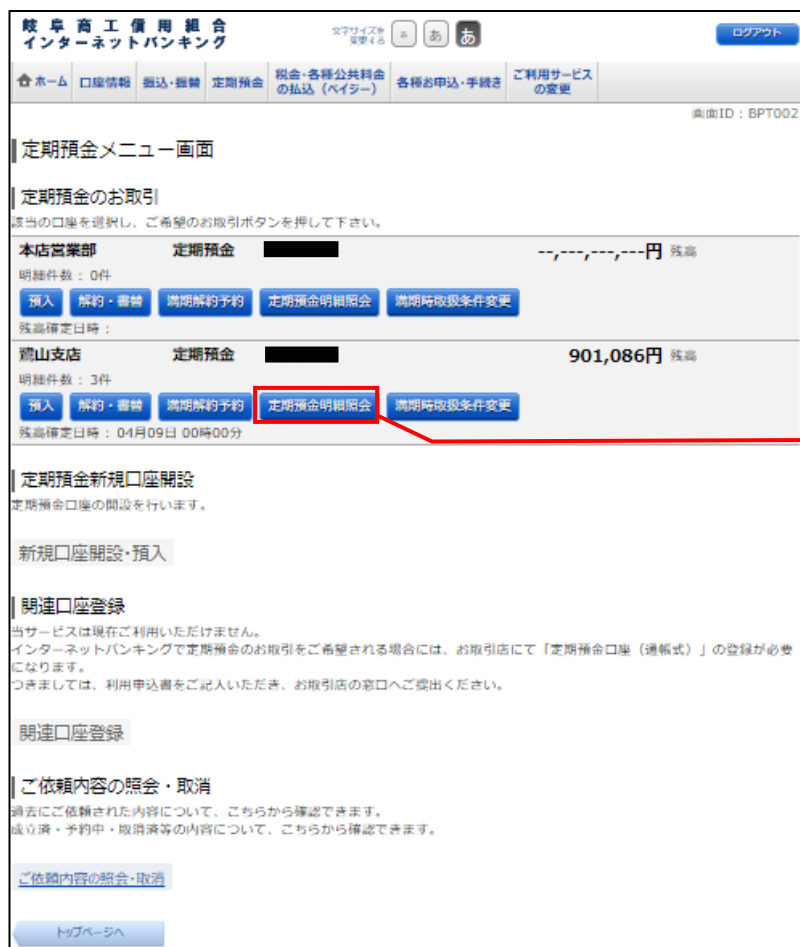 岐阜商工信用組合
インターネットバンキング
文字サイズを
変更する
あ あ あ
ログアウト
ホーム 口座情報 振込・振替 定期預金 税金・各種公共料金の払込（ペイジー） 各種お申込・手続き ご利用サービスの変更
画面ID：BPT002
定期預金メニュー画面
定期預金のお取引
該当の口座を選択し、ご希望のお取引ボタンを押して下さい。
本店営業部 定期預金 --,---,---,---円 残高
明細件数：0件
預入 解約・書替 満期解約予約 定期預金明細照会 満期時取扱条件変更
残高確定日時：
鷺山支店 定期預金 901,086円 残高
明細件数：3件
預入 解約・書替 満期解約予約 定期預金明細照会 満期時取扱条件変更
残高確定日時：04月09日 00時00分
定期預金新規口座開設
定期預金口座の開設を行います。
新規口座開設・預入
関連口座登録
当サービスは現在ご利用いただけません。
インターネットバンキングで定期預金のお取引をご希望される場合には、お取引店にて「定期預金口座（通帳式）」の登録が必要
になります。
つきましては、利用申込書をご記入いただき、お取引店の窓口へご提出ください。
関連口座登録
ご依頼内容の照会・取消
過去にご依頼された内容について、こちらから確認できます。
成立済・予約中・取消済等の内容について、こちらから確認できます。
ご依頼内容の照会・取消
トップページへ